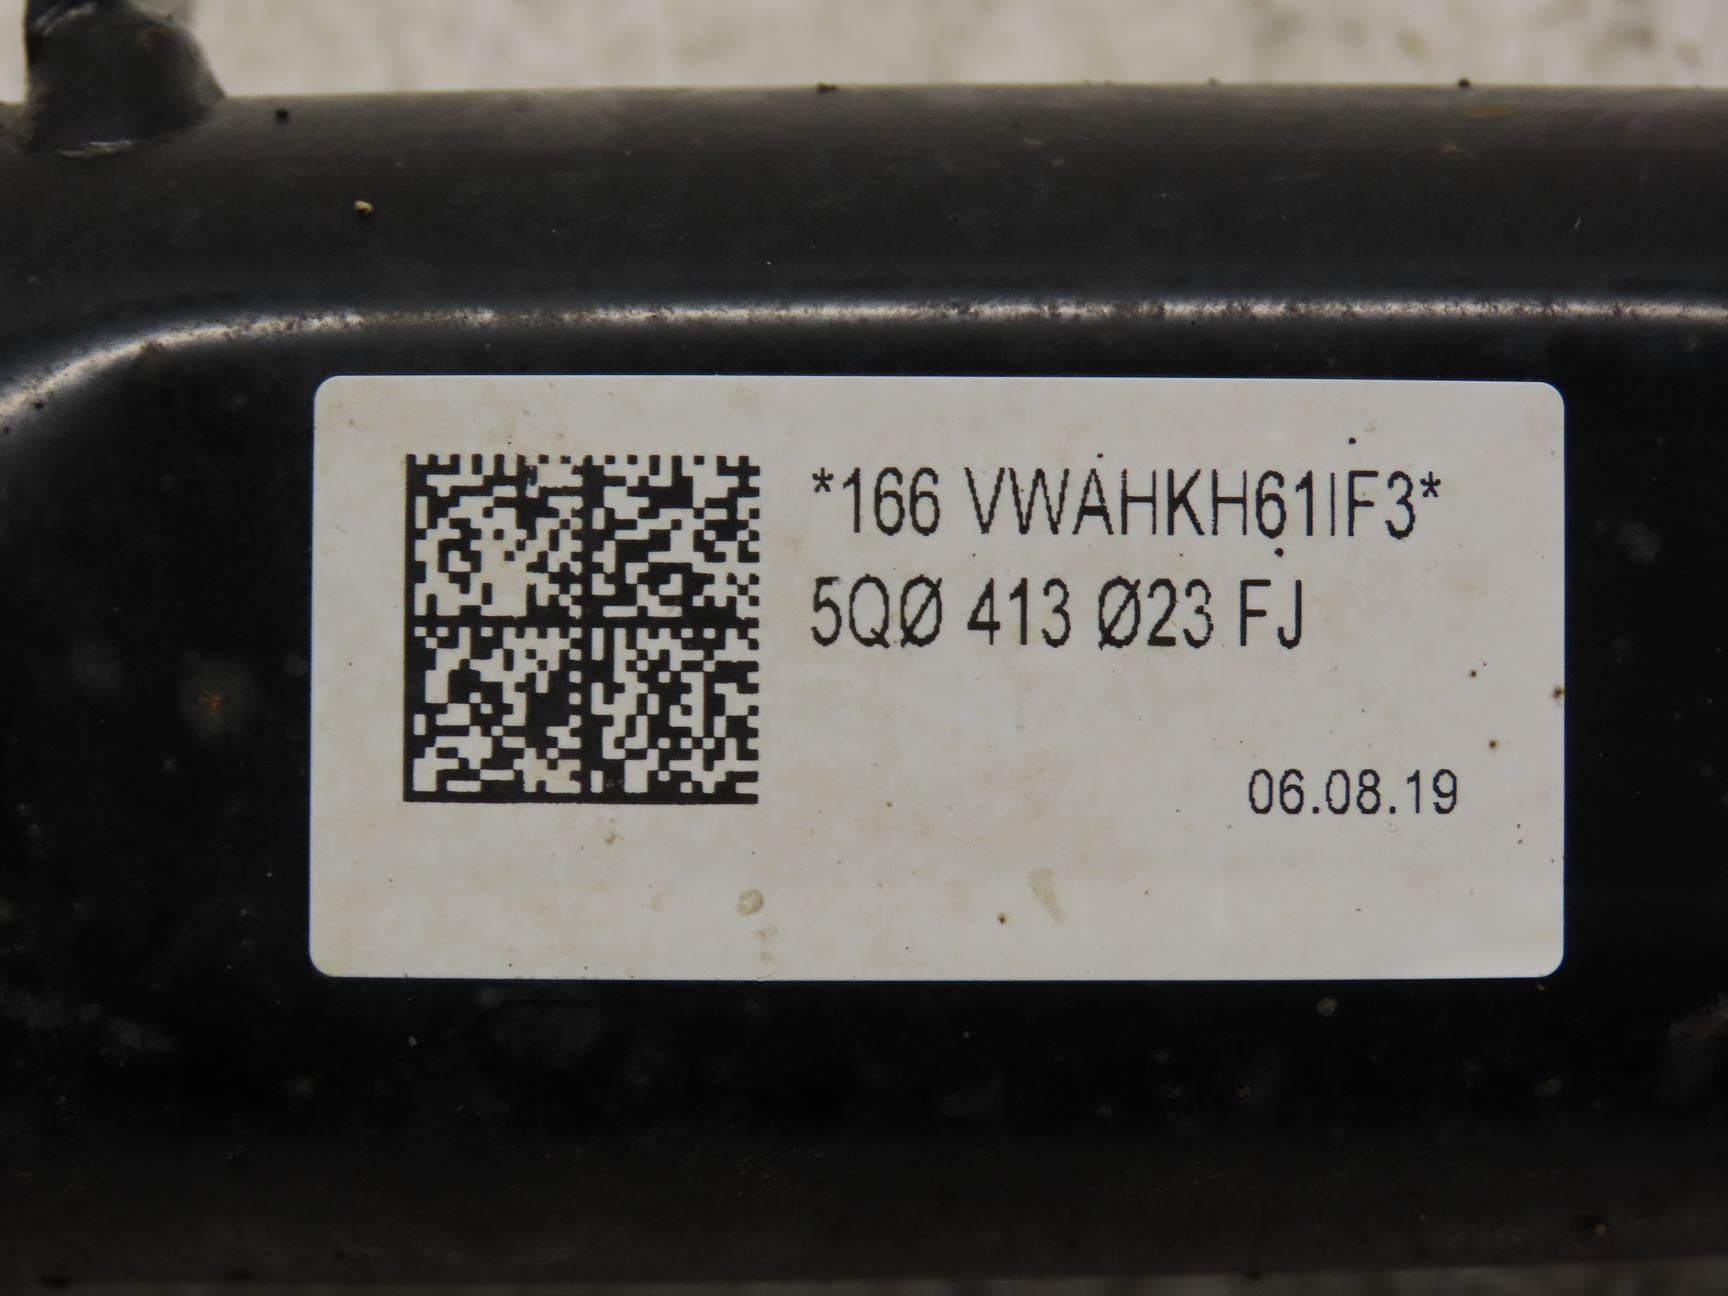 *166 VWAHKH61IF3*
5QØ 413 Ø23 FJ
06.08.19